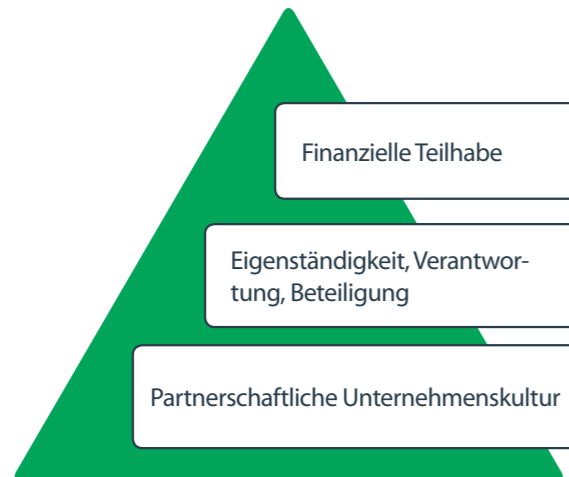 Finanzielle Teilhabe
Eigenständigkeit, Verantwor-
tung, Beteiligung
Partnerschaftliche Unternehmenskultur